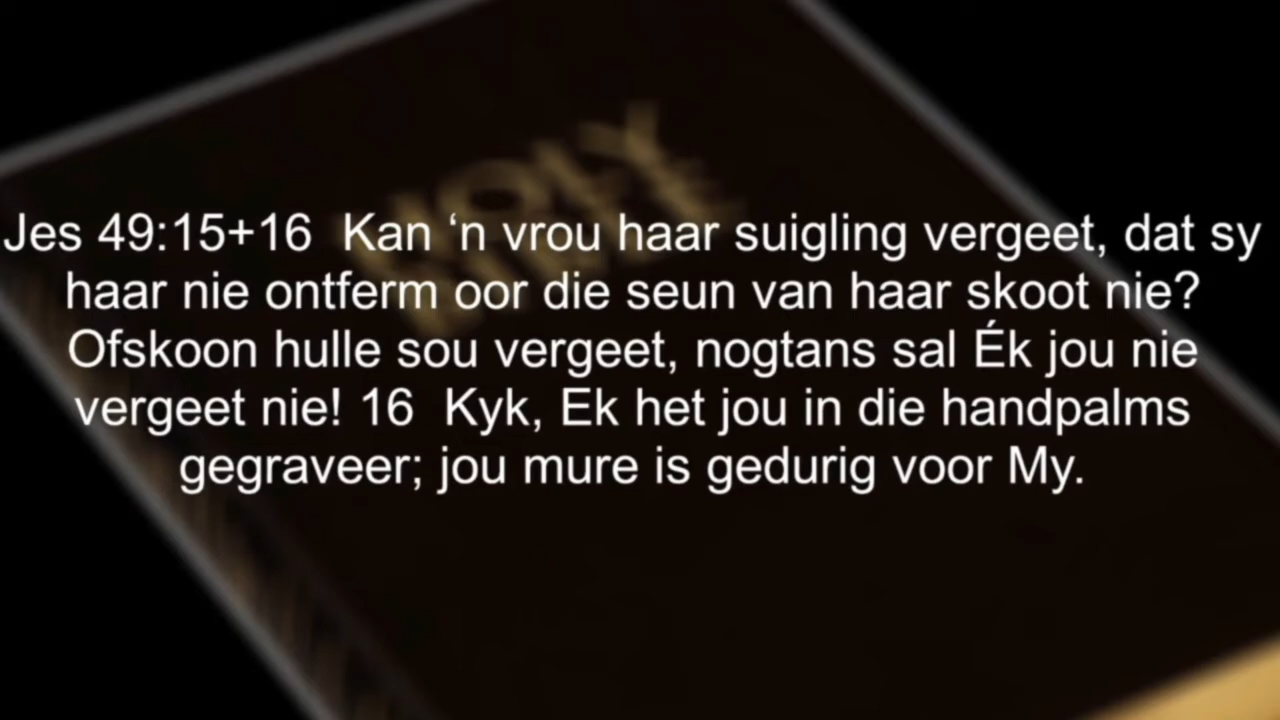 HOLY
BIBLE
Jes 49:15+16  Kan ‘n vrou haar suigling vergeet, dat sy
haar nie ontferm oor die seun van haar skoot nie?
Ofskoon hulle sou vergeet, nogtans sal Ék jou nie
vergeet nie! 16  Kyk, Ek het jou in die handpalms
gegraveer; jou mure is gedurig voor My.